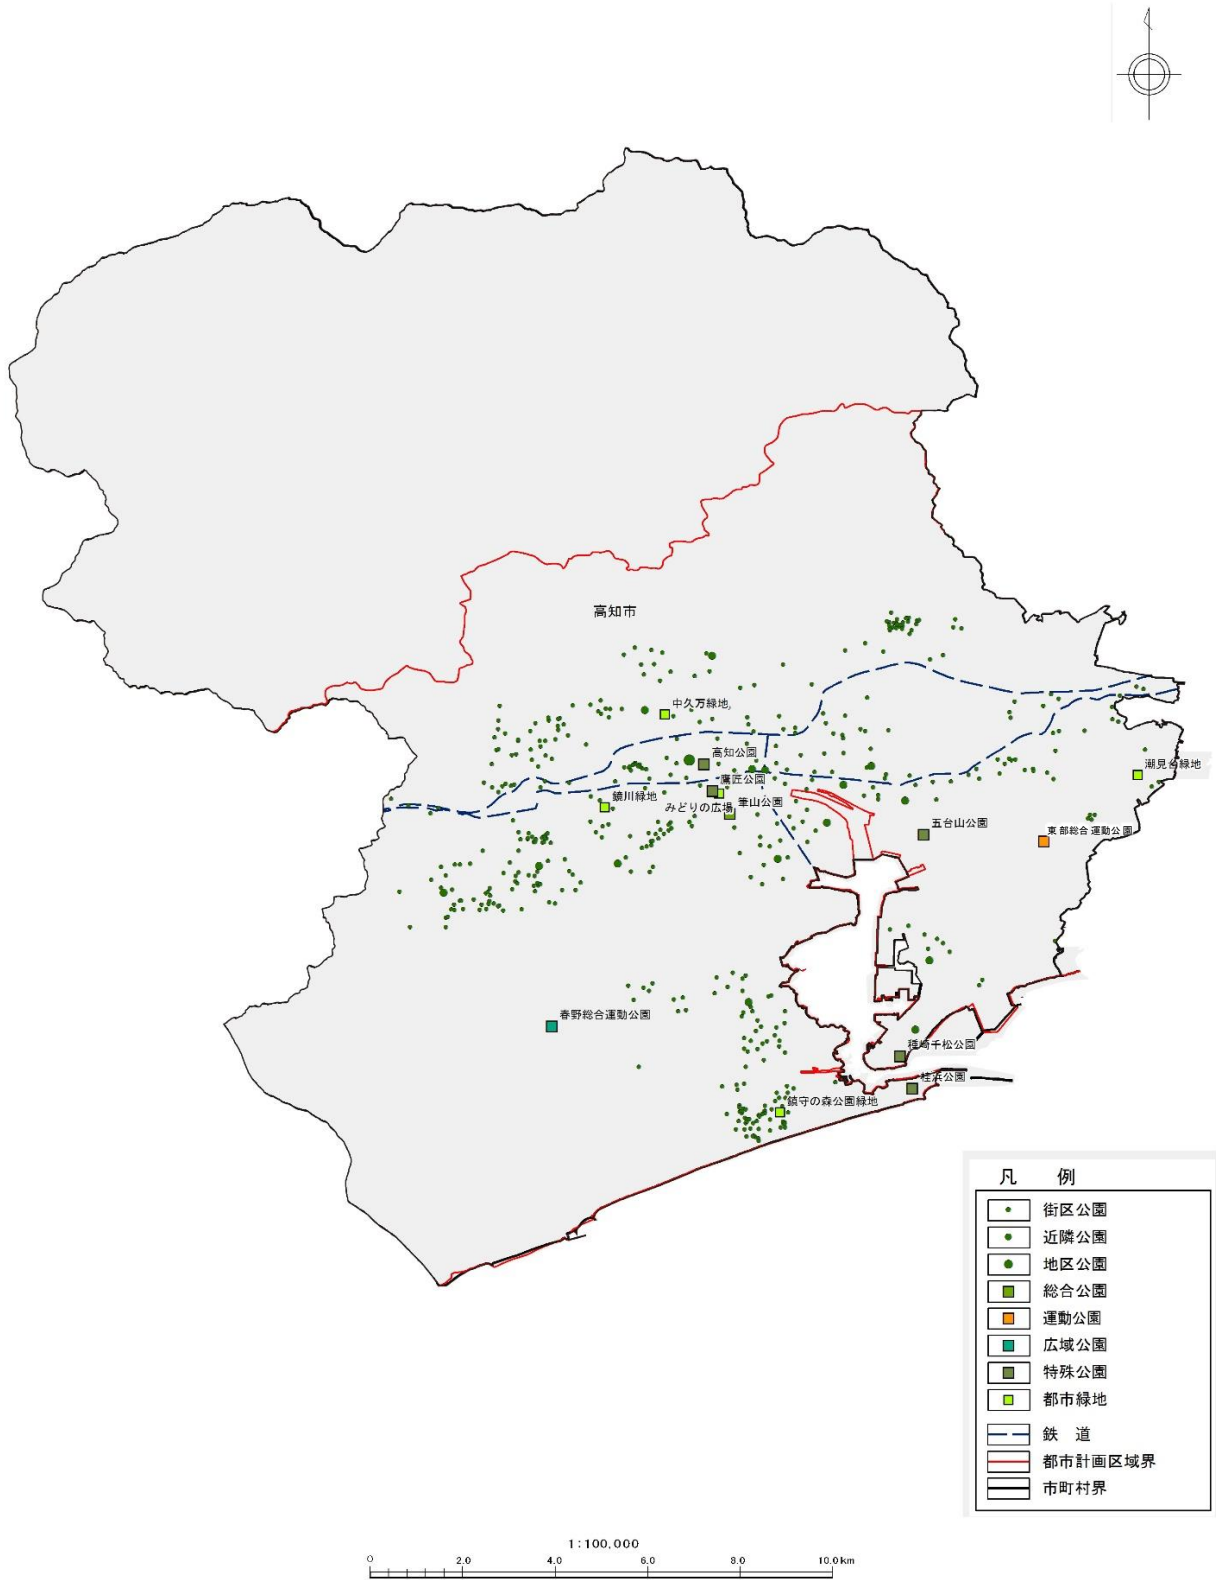 高知市
中久万緑地
高知公園
鷹匠公園
鏡川緑地
みどりの広場
筆山公園
潮見台緑地
五台山公園
東部総合運動公園
春野総合運動公園
種崎千松公園
桂浜公園
鎮守の森公園緑地
凡 例
街区公園
近隣公園
地区公園
総合公園
運動公園
広域公園
特殊公園
都市緑地
鉄 道
都市計画区域界
市町村界
1:100,000
0 2.0 4.0 6.0 8.0 10.0km